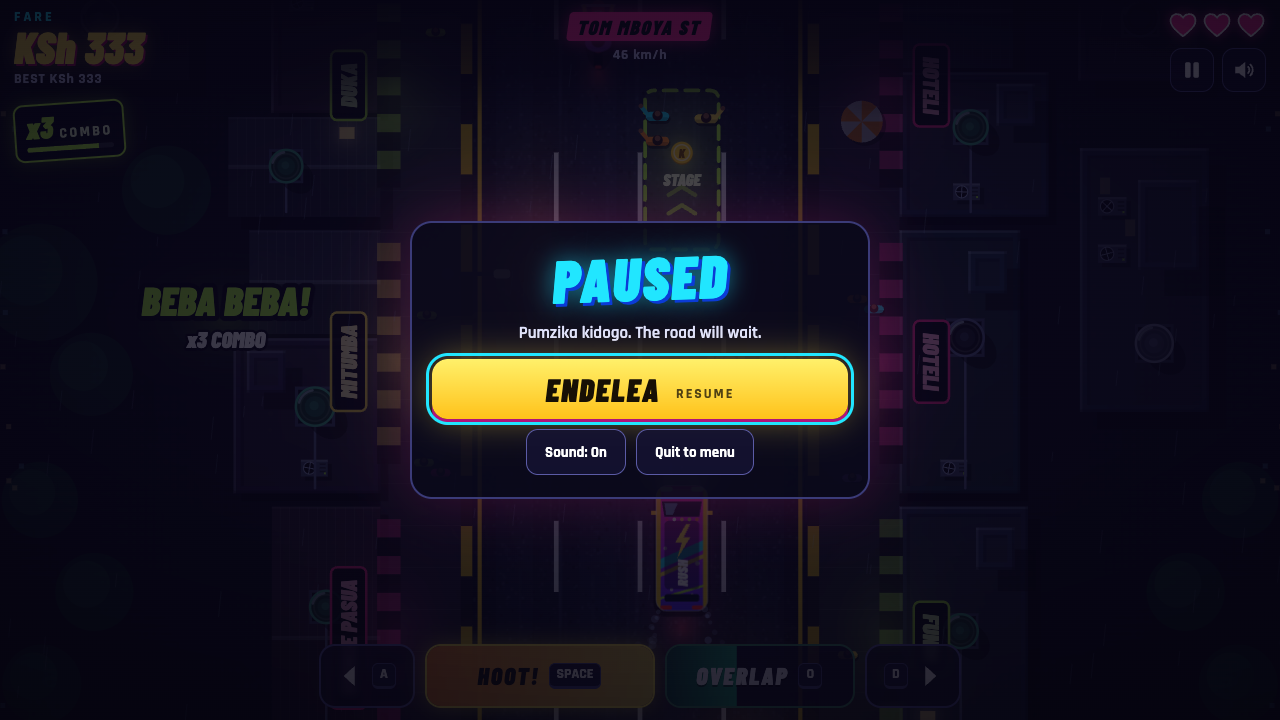 FARE
KSh 333
BEST KSh 333
x3 COMBO
TOM MBOYA ST
46 km/h
DUKA
HOTELI
STAGE
BEBA BEBA!
x3 COMBO
MITUMBA
HOTELI
PAUSED
Pumzika kidogo. The road will wait.
ENDELEA RESUME
Sound: On
Quit to menu
RUSH
PASUA
A
HOOT! SPACE
OVERLAP O
D